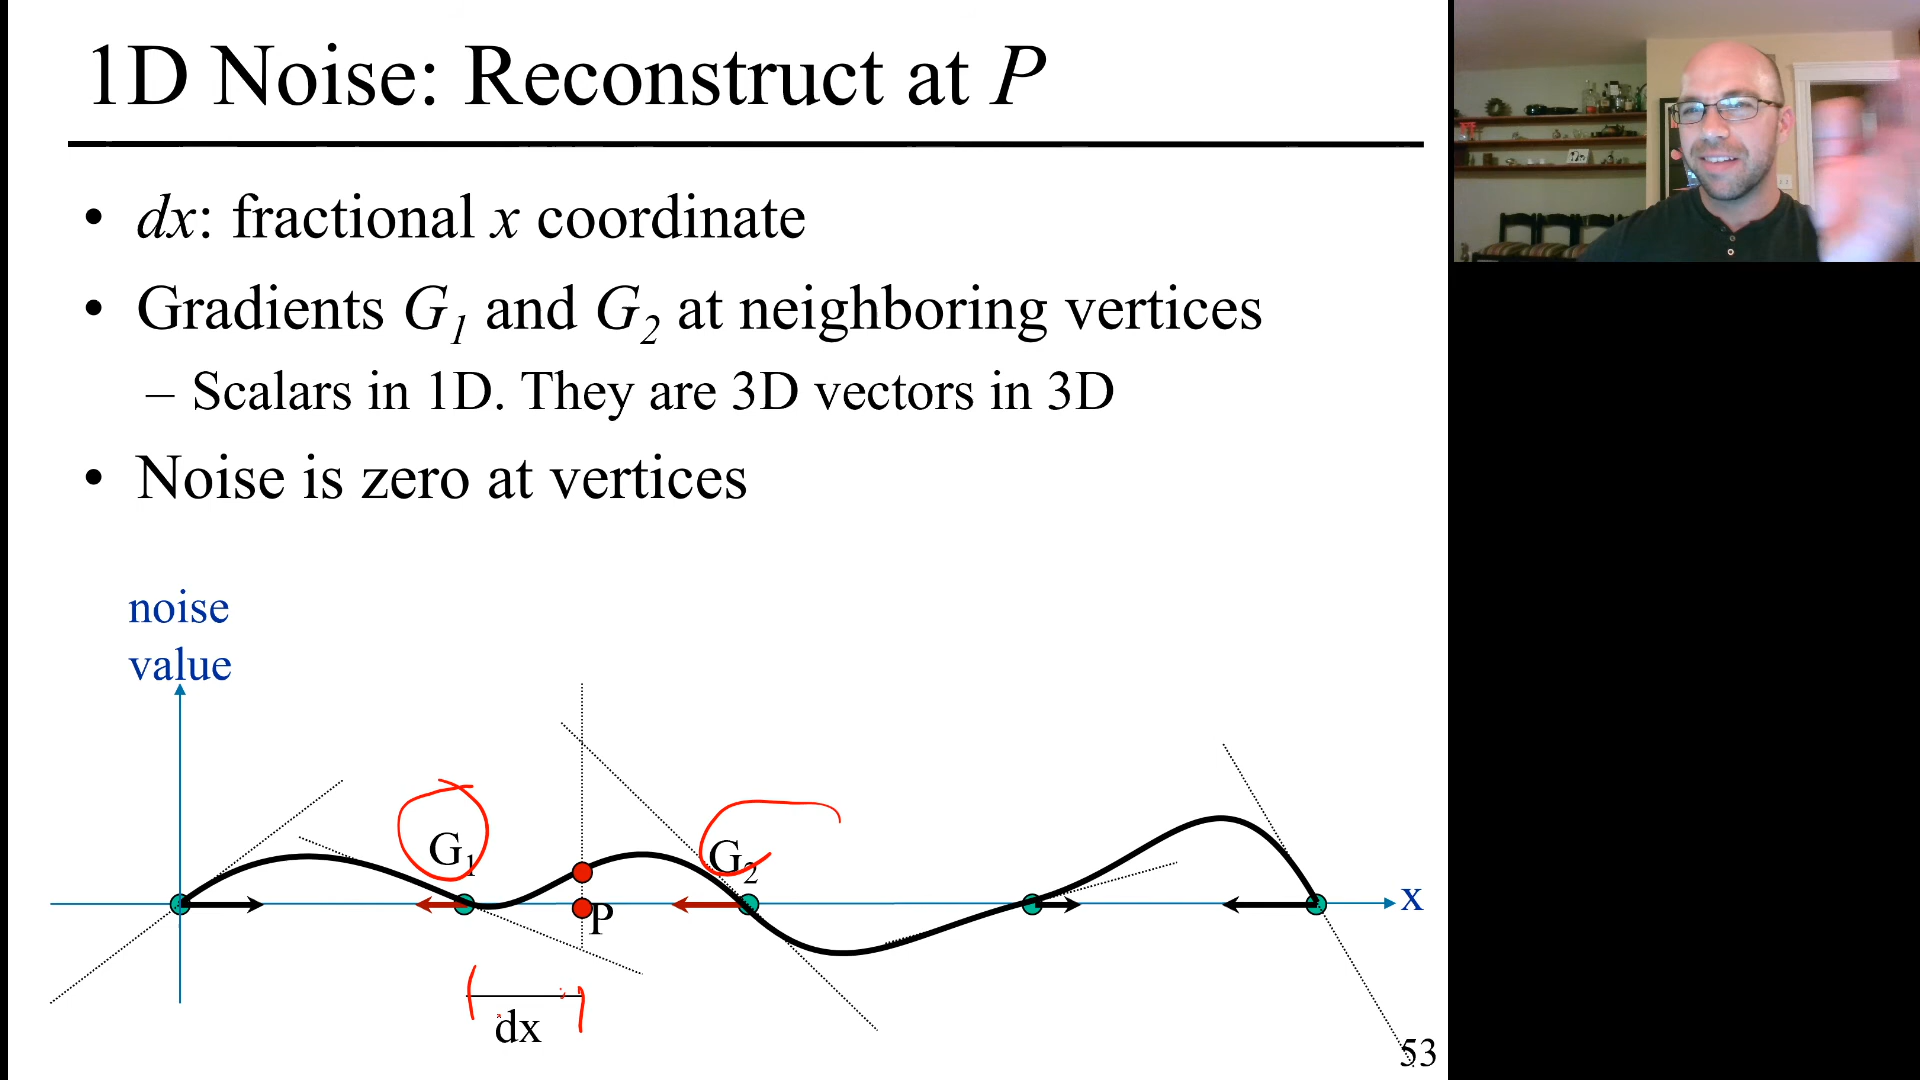 1D Noise: Reconstruct at P
• dx: fractional x coordinate
• Gradients G₁ and G₂ at neighboring vertices
– Scalars in 1D. They are 3D vectors in 3D
• Noise is zero at vertices
noise
value
G₁
G₂
P
x
dx
53